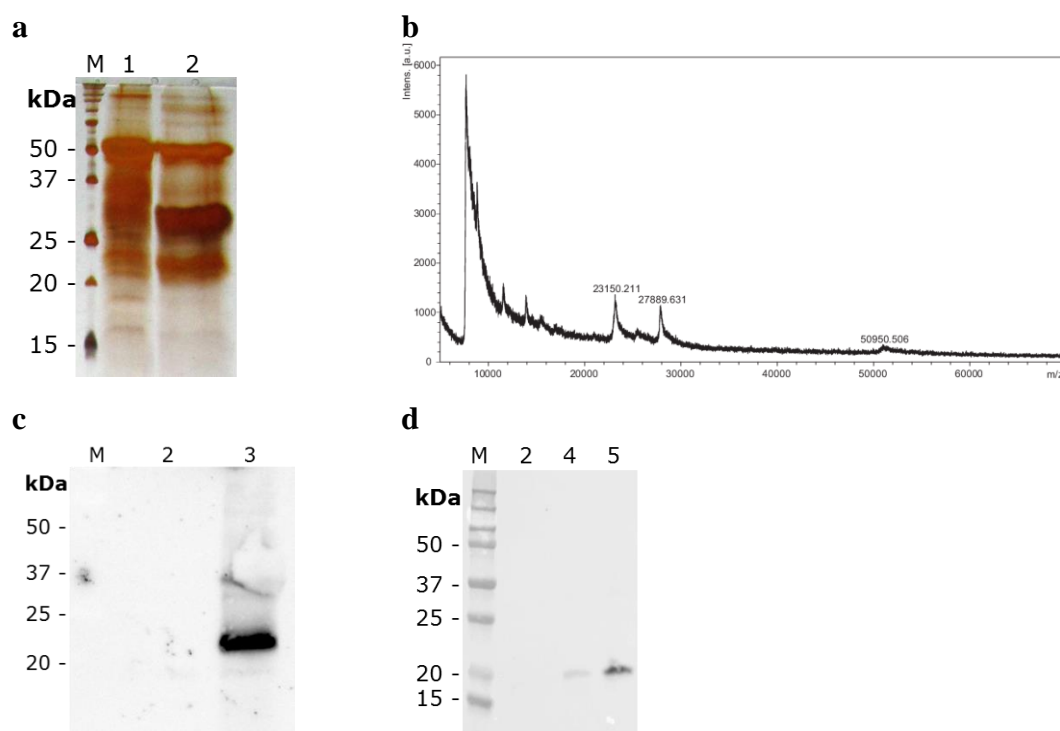 a
M 1 2
kDa
50 -
37 -
25 -
20 -
15 -
b
Intens. [a.u.]
6000
5000
4000
3000
2000
1000
0
23150.211
27889.631
50950.506
10000 20000 30000 40000 50000 60000 m/z
c
M 2 3
kDa
50 -
37 -
25 -
20 -
d
M 2 4 5
kDa
50 -
37 -
25 -
20 -
15 -